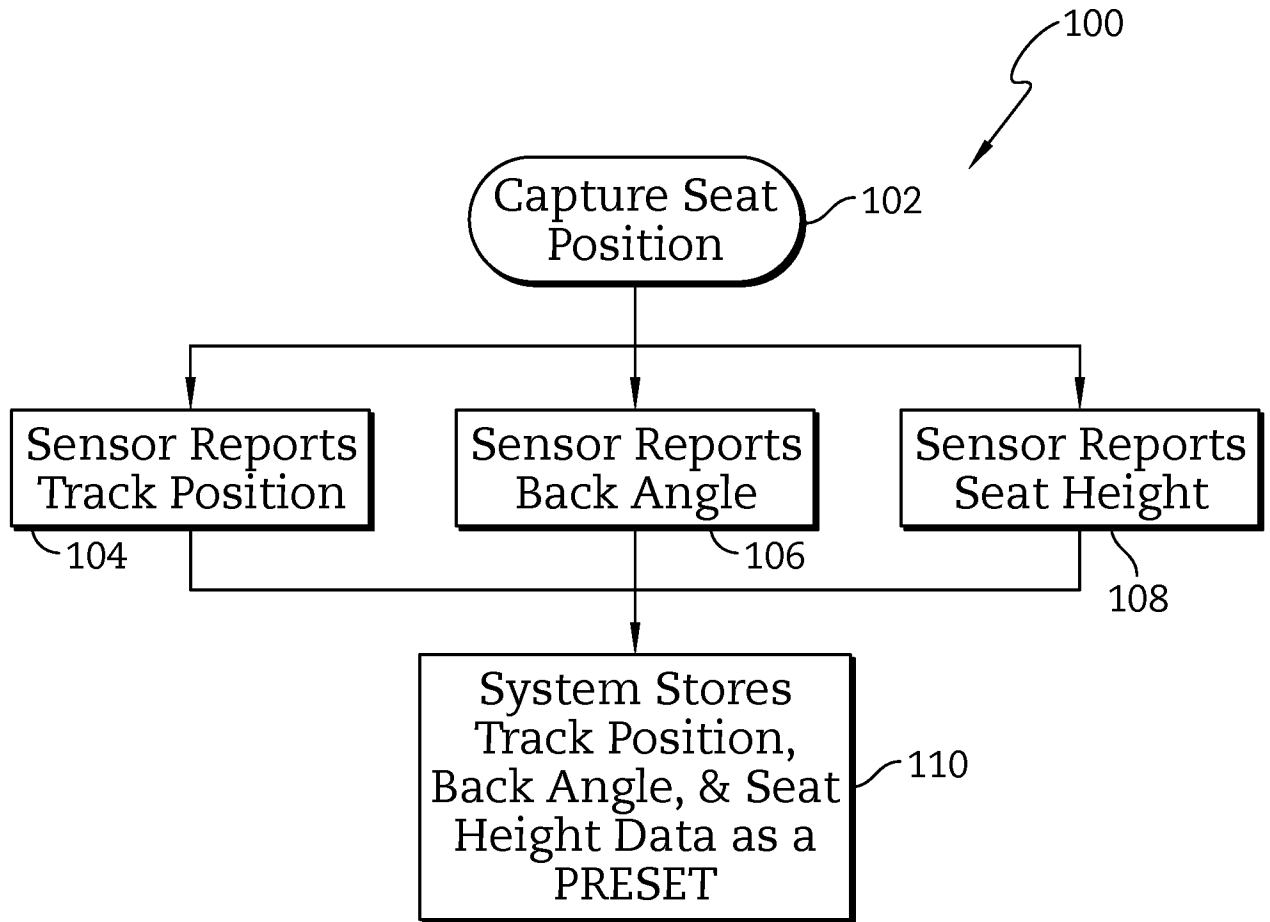 100
Capture Seat
Position
102
Sensor Reports
Track Position
104
Sensor Reports
Back Angle
106
Sensor Reports
Seat Height
108
System Stores
Track Position,
Back Angle, & Seat
Height Data as a
PRESET
110